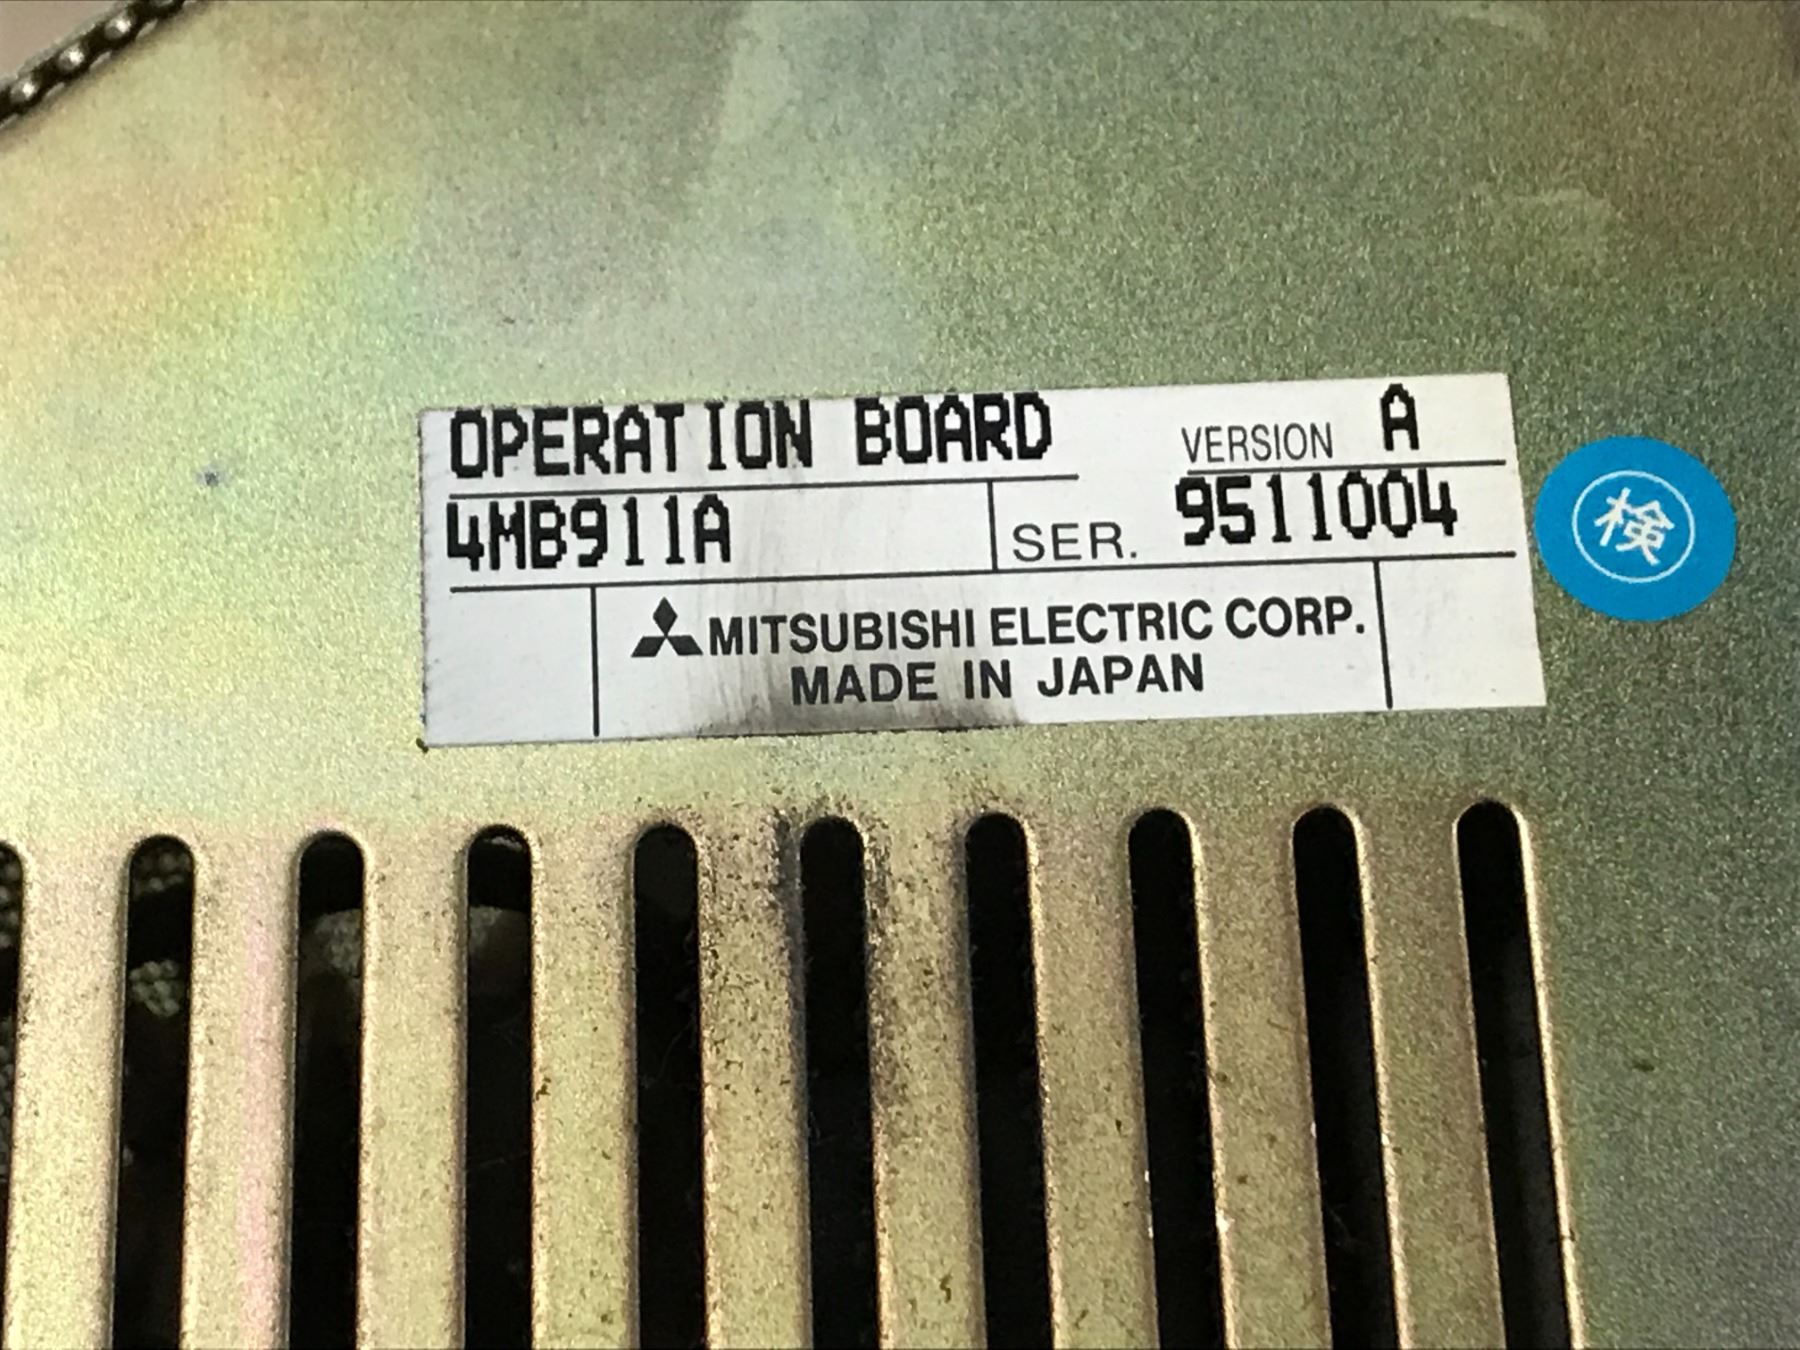 OPERATION BOARD VERSION A
4MB911A SER. 9511004
MITSUBISHI ELECTRIC CORP.
MADE IN JAPAN
検